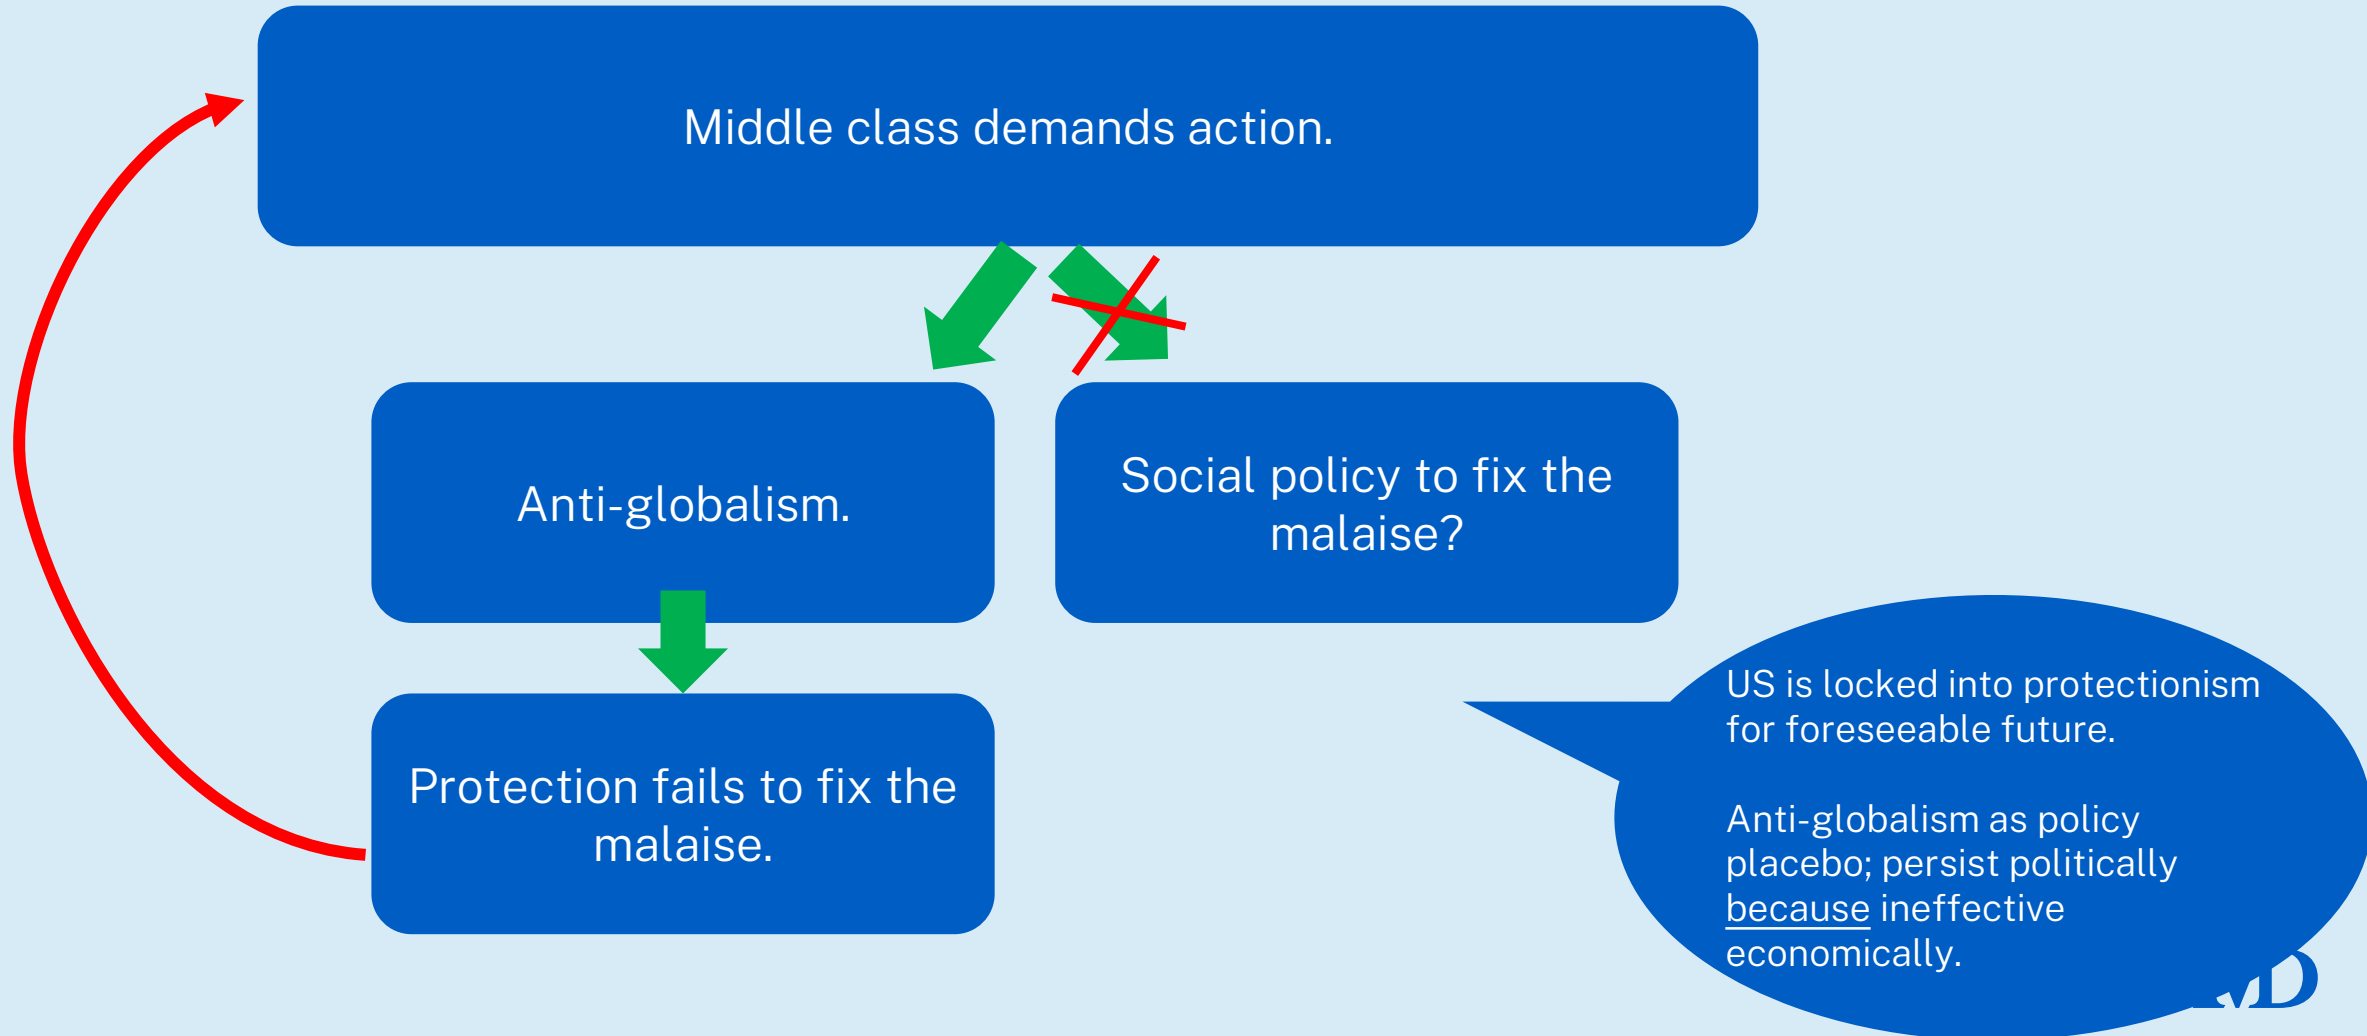 Middle class demands action.
Anti-globalism.
Social policy to fix the
malaise?
Protection fails to fix the
malaise.
US is locked into protectionism
for foreseeable future.
Anti-globalism as policy
placebo; persist politically
because ineffective
economically.